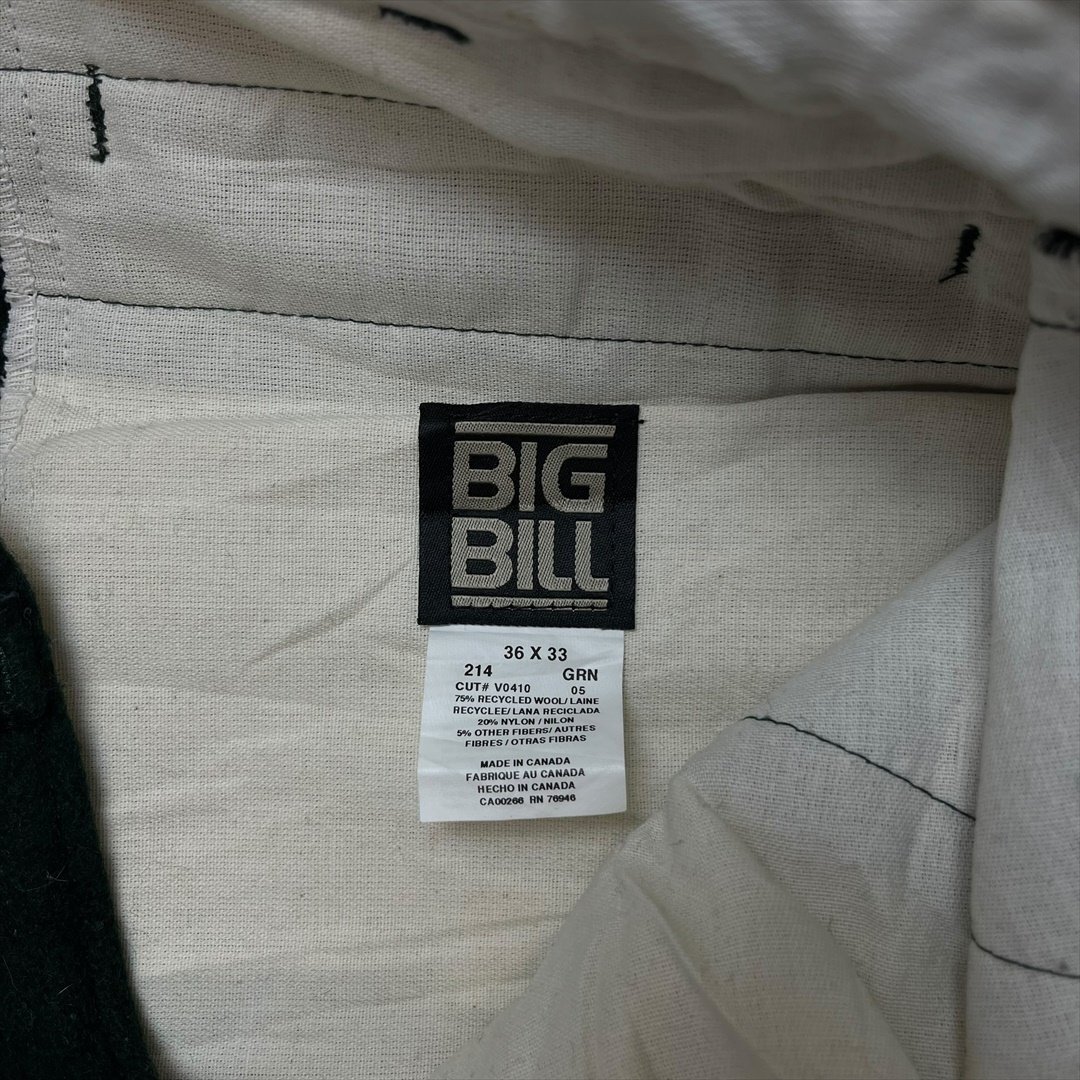 BIG
BILL
36 X 33
214 GRN
CUT# V0410 05
75% RECYCLED WOOL/ LAINE
RECYCLEE/ LANA RECICLADA
20% NYLON / NILON
5% OTHER FIBERS/ AUTRES
FIBRES / OTRAS FIBRAS
MADE IN CANADA
FABRIQUE AU CANADA
HECHO IN CANADA
CA00266 RN 76946